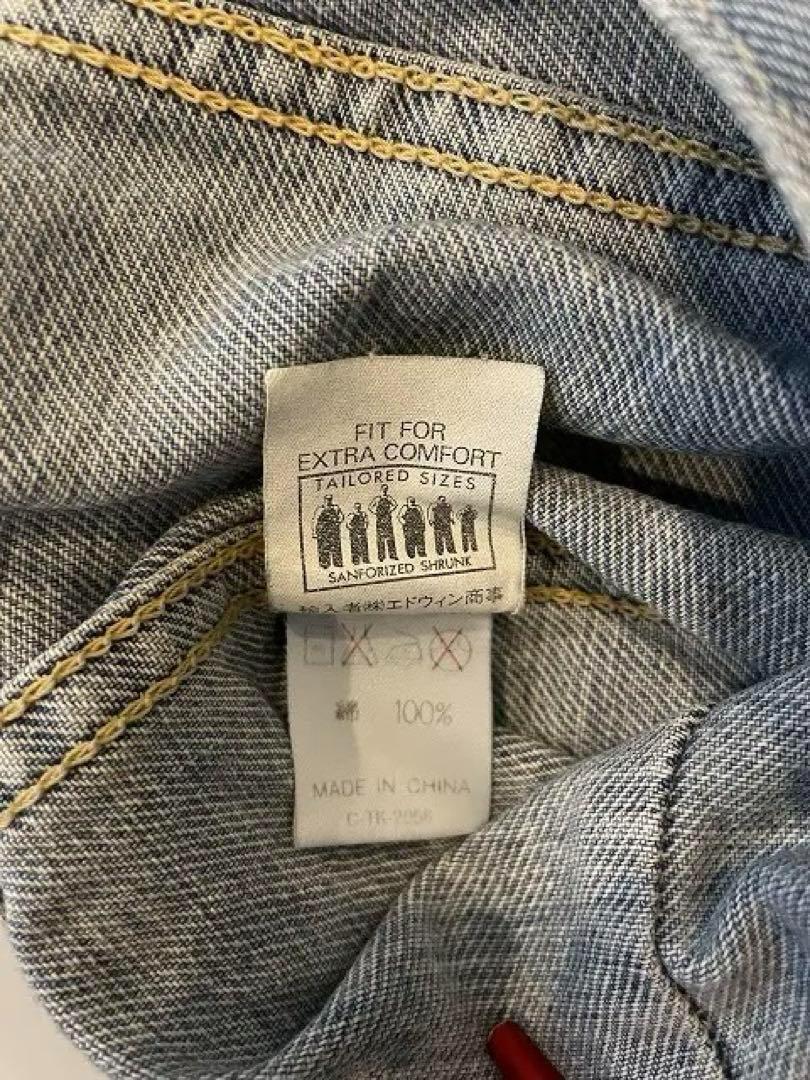 FIT FOR
EXTRA COMFORT
TAILORED SIZES
SANFORIZED SHRUNK
輸入者㈱エドウィン商事
綿 100%
MADE IN CHINA